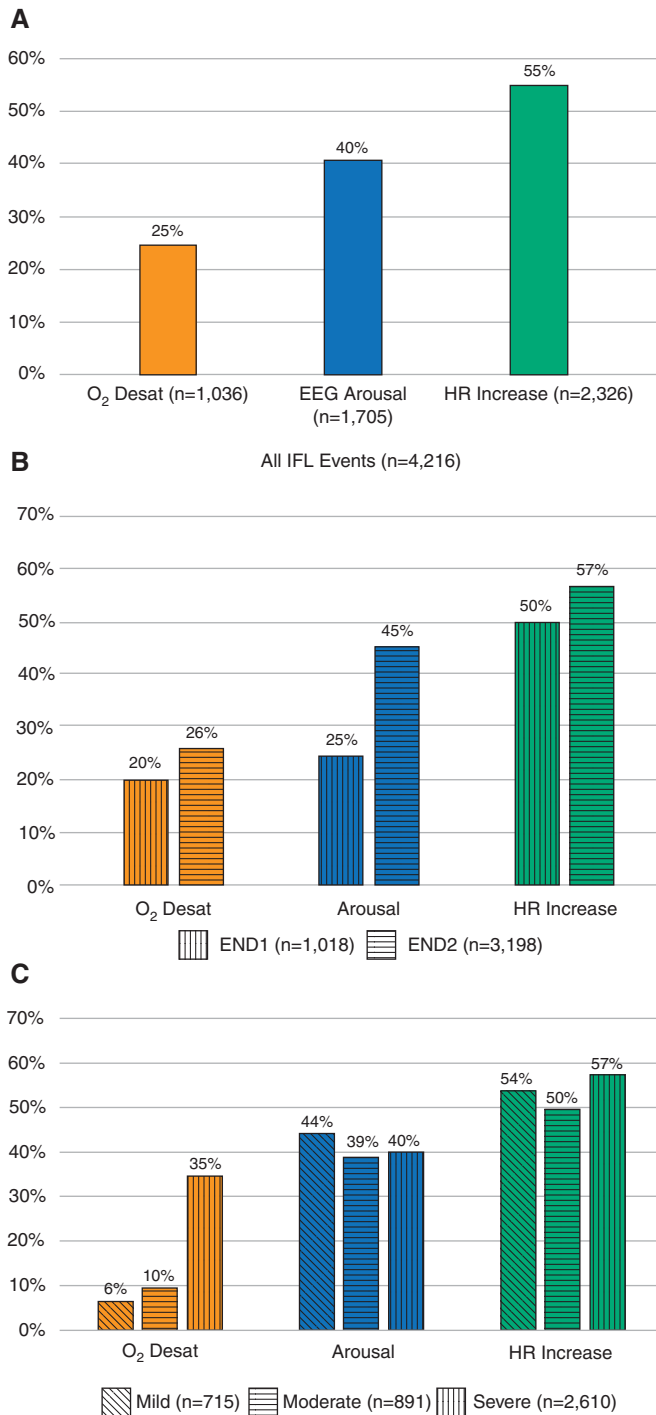 A
60%
50%
40%
30%
20%
10%
0%
25%
40%
55%
O2 Desat (n=1,036)
EEG Arousal
(n=1,705)
HR Increase (n=2,326)
All IFL Events (n=4,216)
B
70%
60%
50%
40%
30%
20%
10%
0%
20%
26%
25%
45%
50%
57%
O2 Desat
Arousal
HR Increase
END1 (n=1,018)
END2 (n=3,198)
C
70%
60%
50%
40%
30%
20%
10%
0%
6%
10%
35%
44%
39%
40%
54%
50%
57%
O2 Desat
Arousal
HR Increase
Mild (n=715)
Moderate (n=891)
Severe (n=2,610)